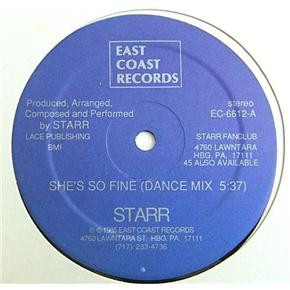 EAST
COAST
RECORDS
Produced, Arranged,
Composed and Performed
by STARR
LACE PUBLISHING
BMI
stereo
EC-6612-A
STARR FANCLUB
4760 LAWNTARA
HBG. PA. 17111
45 ALSO AVAILABLE
SHE'S SO FINE (DANCE MIX 5:37)
STARR
© ℗ 1985 EAST COAST RECORDS
4760 LAWNTARA ST. HBG. PA. 17111
(717) 233-4736